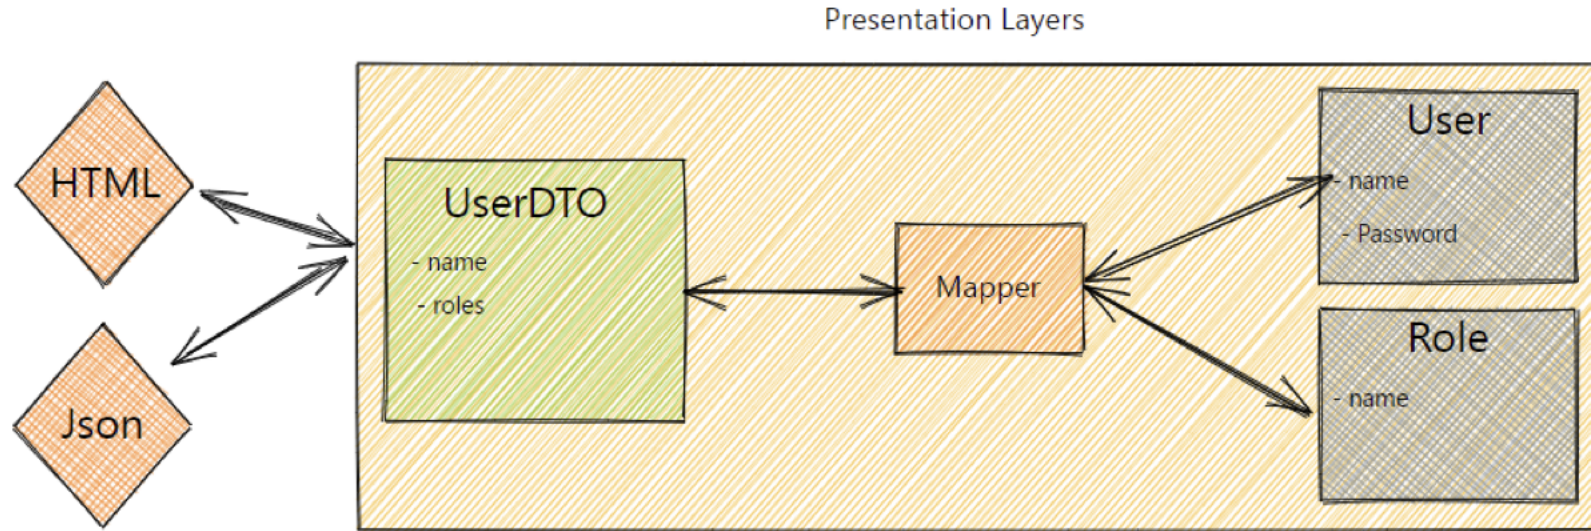 Presentation Layers
HTML
Json
UserDTO
- name
- roles
Mapper
User
- name
- Password
Role
- name